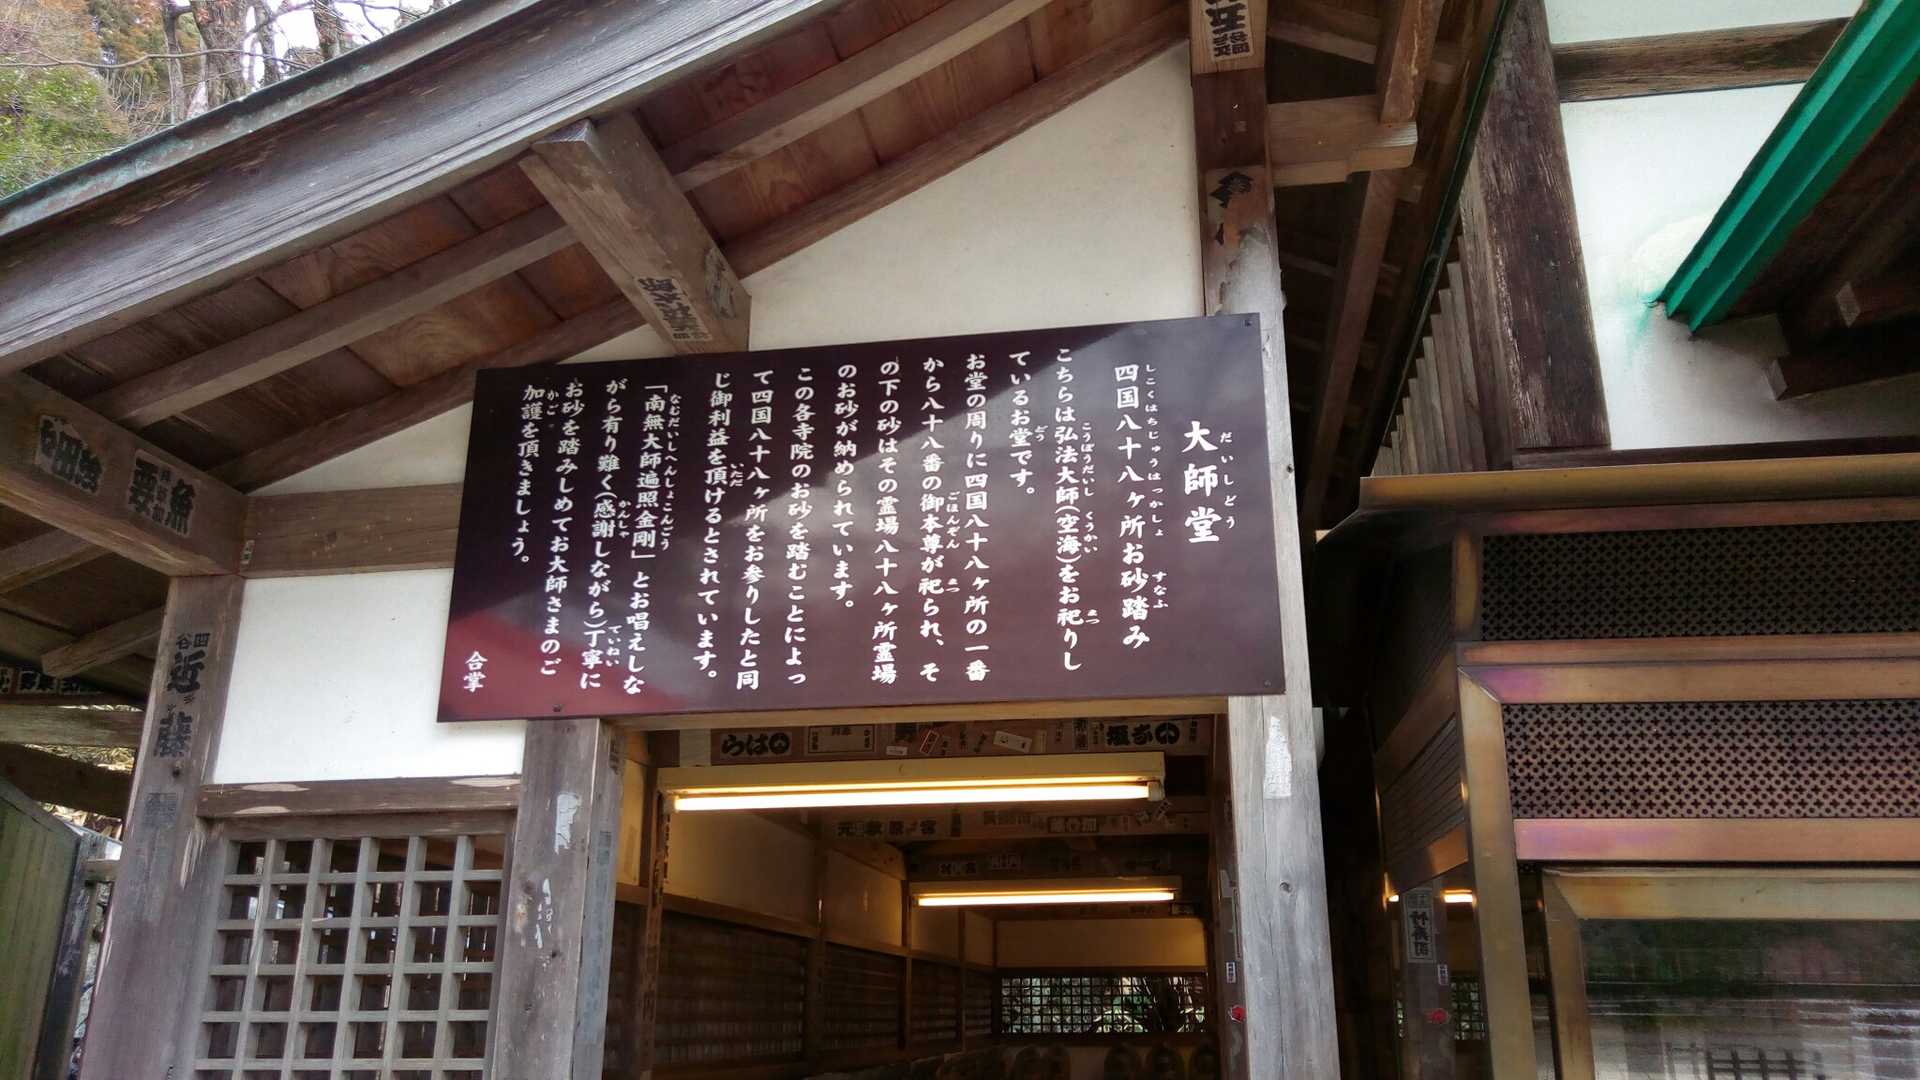 大師堂
四国八十八ヶ所お砂踏み
こちらは弘法大師(空海)をお祀りし
ているお堂です。
お堂の周りに四国八十八ヶ所の一番
から八十八番の御本尊が祀られ、そ
の下の砂はその霊場八十八ヶ所霊場
のお砂が納められています。
この各寺院のお砂を踏むことによっ
て四国八十八ヶ所をお参りしたと同
じ御利益を頂けるとされています。
「南無大師遍照金剛」とお唱えしな
がら有り難く(感謝しながら)丁寧に
お砂を踏みしめてお大師さまのご
加護を頂きましょう。
合掌
四谷
近藤